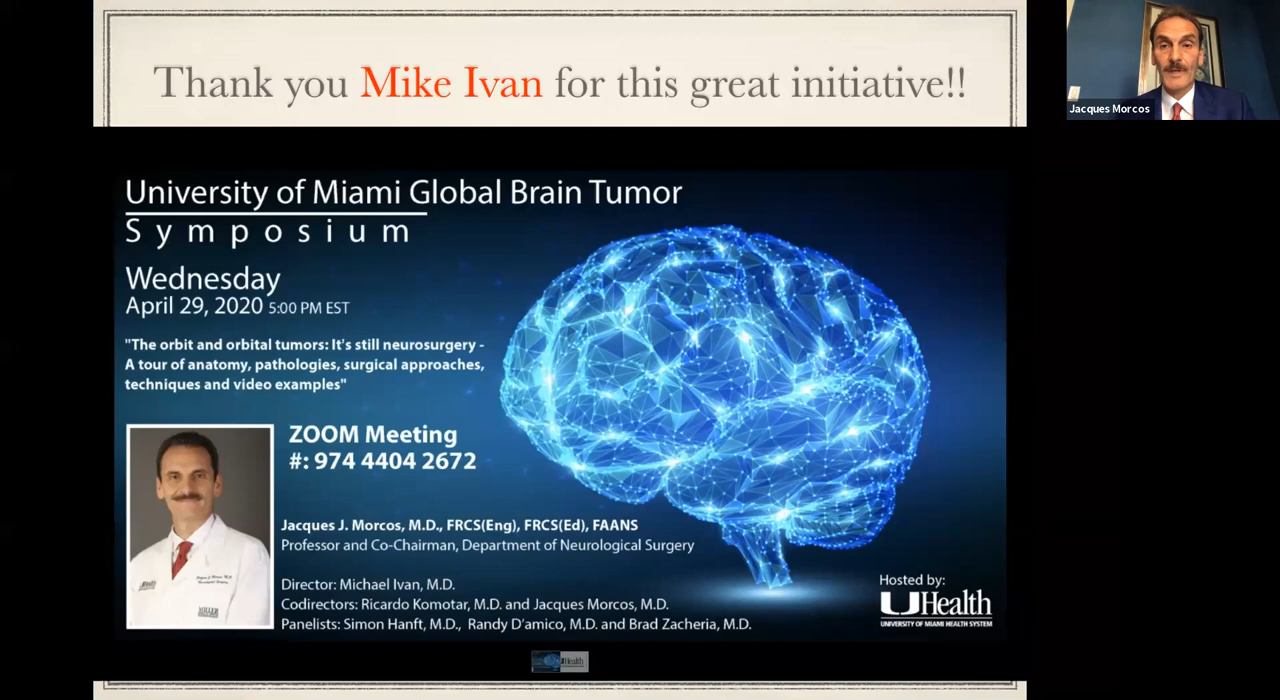 Thank you Mike Ivan for this great initiative!!
Jacques Morcos
University of Miami Global Brain Tumor
Symposium
Wednesday
April 29, 2020 5:00 PM EST
"The orbit and orbital tumors: It's still neurosurgery -
A tour of anatomy, pathologies, surgical approaches,
techniques and video examples"
ZOOM Meeting
#: 974 4404 2672
Jacques J. Morcos, M.D., FRCS(Eng), FRCS(Ed), FAANS
Professor and Co-Chairman, Department of Neurological Surgery
Director: Michael Ivan, M.D.
Codirectors: Ricardo Komotar, M.D. and Jacques Morcos, M.D.
Panelists: Simon Hanft, M.D., Randy D'amico, M.D. and Brad Zacheria, M.D.
Hosted by:
UHealth
UNIVERSITY OF MIAMI HEALTH SYSTEM
MILLER
UHealth